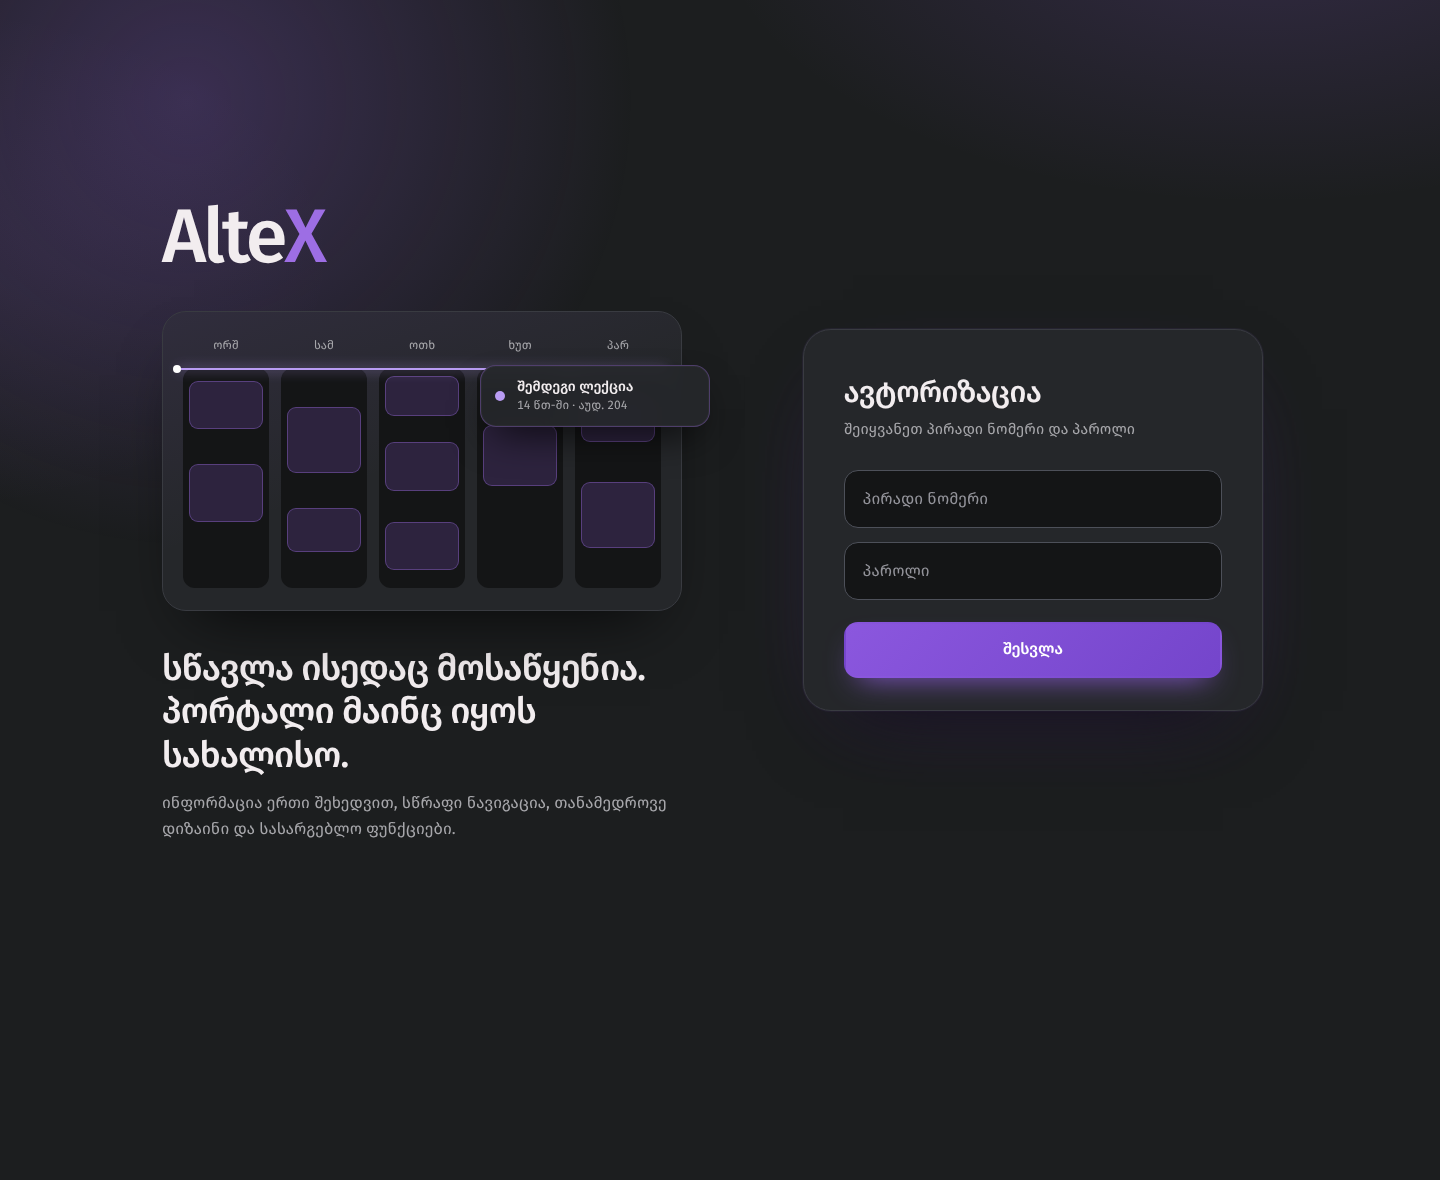 AlteX
ორშ
სამ
ოთხ
ხუთ
პარ
შემდეგი ლექცია
14 წთ-ში · აუდ. 204
სწავლა ისედაც მოსაწყენია.
პორტალი მაინც იყოს
სახალისო.
ინფორმაცია ერთი შეხედვით, სწრაფი ნავიგაცია, თანამედროვე
დიზაინი და სასარგებლო ფუნქციები.
ავტორიზაცია
შეიყვანეთ პირადი ნომერი და პაროლი
პირადი ნომერი
პაროლი
შესვლა